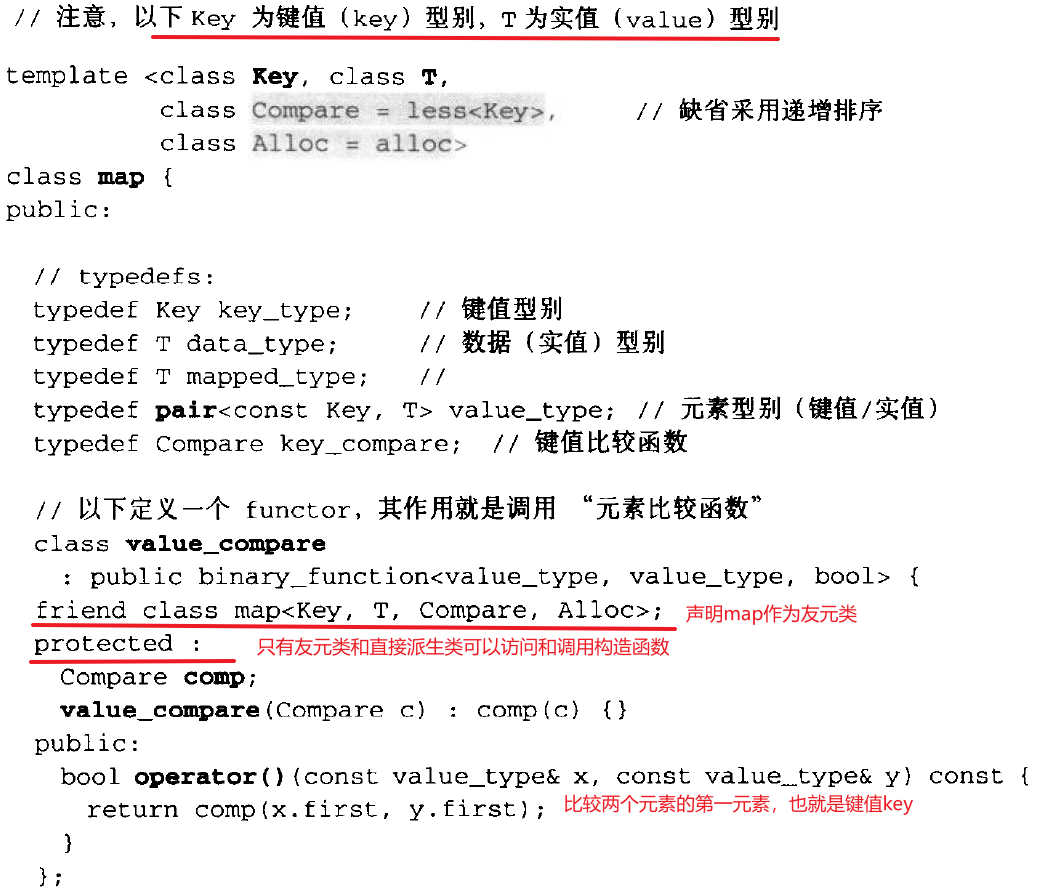 // 注意，以下 Key 为键值（key）型别，T 为实值（value）型别
template <class Key, class T,
class Compare = less<Key>, // 缺省采用递增排序
class Alloc = alloc>
class map {
public:
// typedefs:
typedef Key key_type; // 键值型别
typedef T data_type; // 数据（实值）型别
typedef T mapped_type; //
typedef pair<const Key, T> value_type; // 元素型别（键值/实值）
typedef Compare key_compare; // 键值比较函数
// 以下定义一个 functor，其作用就是调用 “元素比较函数”
class value_compare
: public binary_function<value_type, value_type, bool> {
friend class map<Key, T, Compare, Alloc>; 声明map作为友元类
protected : 只有友元类和直接派生类可以访问和调用构造函数
Compare comp;
value_compare(Compare c) : comp(c) {}
public:
bool operator()(const value_type& x, const value_type& y) const {
return comp(x.first, y.first); 比较两个元素的第一元素，也就是键值key
}
};